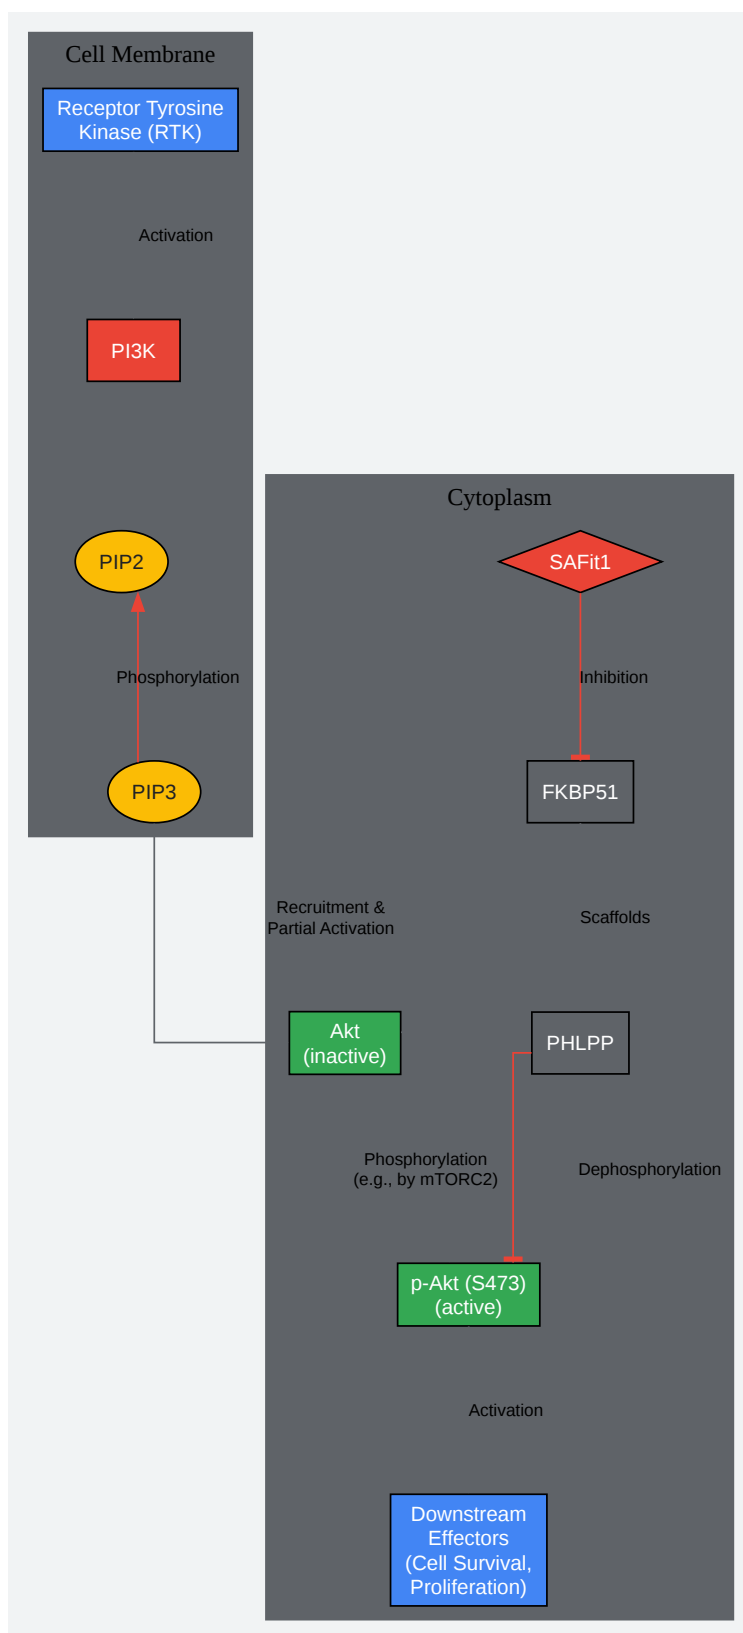 Cell Membrane
Receptor Tyrosine
Kinase (RTK)
Activation
PI3K
PIP2
Phosphorylation
PIP3
Cytoplasm
SAFit1
Inhibition
FKBP51
Recruitment &
Partial Activation
Scaffolds
Akt
(inactive)
PHLPP
Phosphorylation
(e.g., by mTORC2)
Dephosphorylation
p-Akt (S473)
(active)
Activation
Downstream
Effectors
(Cell Survival,
Proliferation)